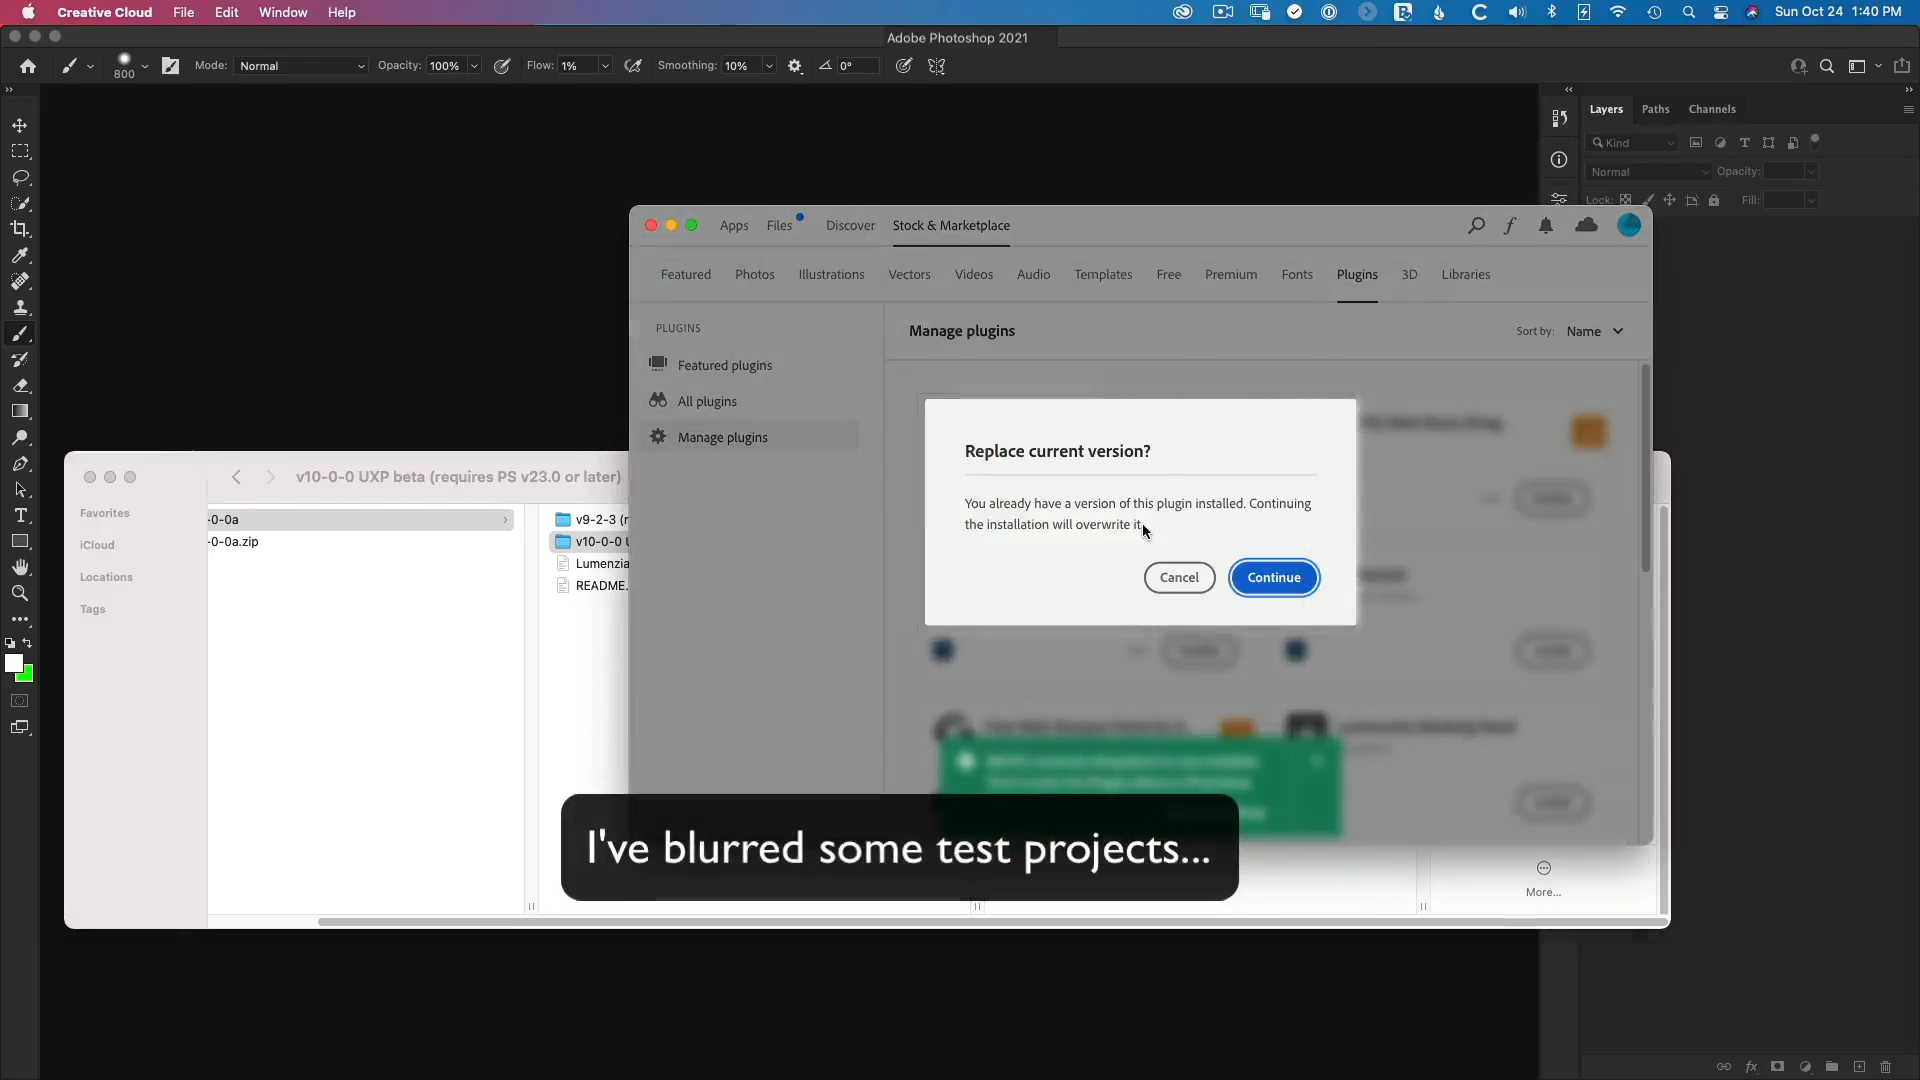 Creative Cloud File Edit Window Help
Sun Oct 24 1:40 PM
Adobe Photoshop 2021
800
Mode: Normal
Opacity: 100%
Flow: 1%
Smoothing: 10%
0°
Layers Paths Channels
Kind
Normal
Opacity:
Lock:
Fill:
Apps Files Discover Stock & Marketplace
Featured Photos Illustrations Vectors Videos Audio Templates Free Premium Fonts Plugins 3D Libraries
PLUGINS
Featured plugins
All plugins
Manage plugins
Manage plugins
Sort by: Name
Replace current version?
You already have a version of this plugin installed. Continuing
the installation will overwrite it.
Cancel Continue
v10-0-0 UXP beta (requires PS v23.0 or later)
Favorites
iCloud
Locations
Tags
-0-0a
-0-0a.zip
v9-2-3 (r
v10-0-0 U
Lumenzia
README.
More...
I've blurred some test projects...